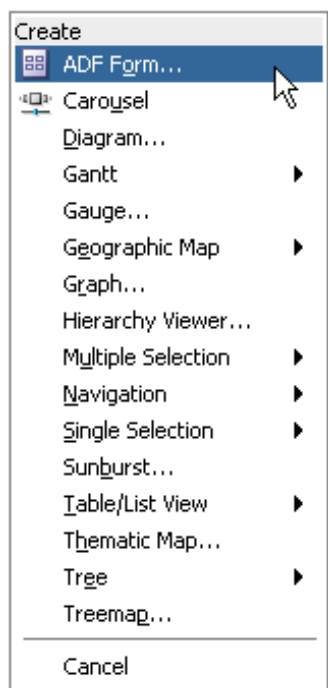 Create
ADF Form...
Carousel
Diagram...
Gantt
Gauge...
Geographic Map
Graph...
Hierarchy Viewer...
Multiple Selection
Navigation
Single Selection
Sunburst...
Table/List View
Thematic Map...
Tree
Treemap...
Cancel